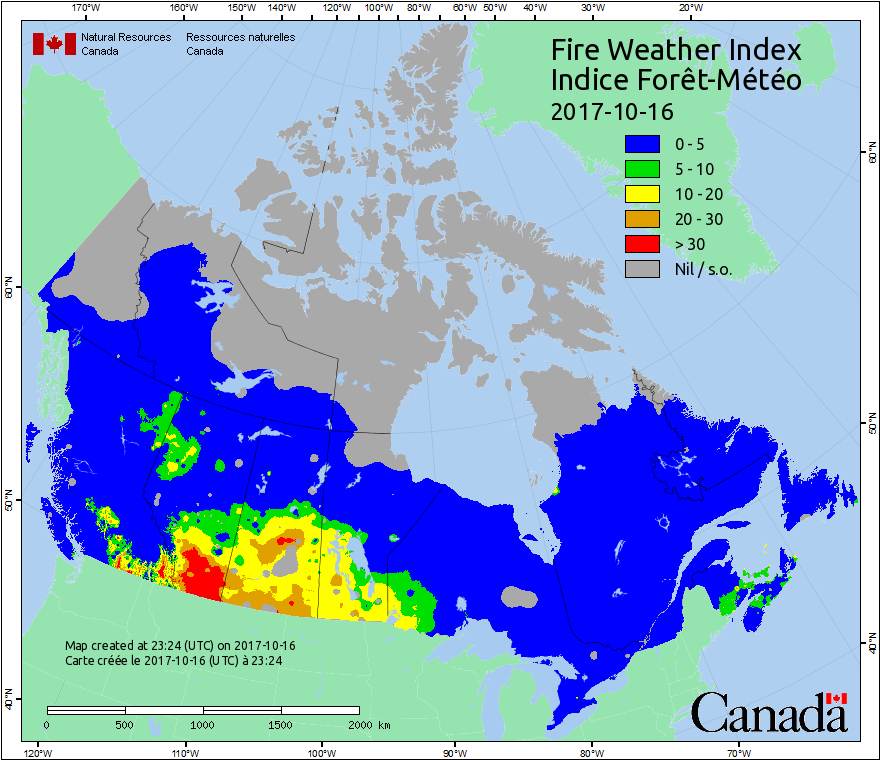 170°W 160°W 150°W 140°W 130°W 120°W 110°W 100°W 90°W 80°W 60°W 50°W 40°W 30°W 20°W
Natural Resources Canada
Ressources naturelles Canada
Fire Weather Index
Indice Forêt-Météo
2017-10-16
0 - 5
5 - 10
10 - 20
20 - 30
> 30
Nil / s.o.
60°N
50°N
40°N
60°N
50°N
40°N
Map created at 23:24 (UTC) on 2017-10-16
Carte créée le 2017-10-16 (UTC) à 23:24
0 500 1000 1500 2000 km
Canada
120°W 110°W 100°W 90°W 80°W 70°W